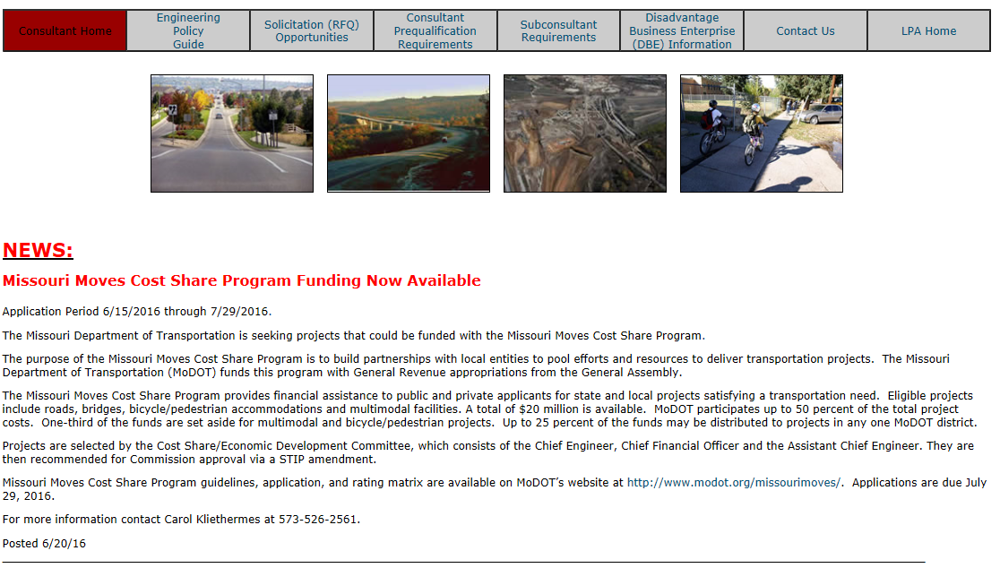 Consultant Home
Engineering
Policy
Guide
Solicitation (RFQ)
Opportunities
Consultant
Prequalification
Requirements
Subconsultant
Requirements
Disadvantage
Business Enterprise
(DBE) Information
Contact Us
LPA Home
NEWS:
Missouri Moves Cost Share Program Funding Now Available
Application Period 6/15/2016 through 7/29/2016.
The Missouri Department of Transportation is seeking projects that could be funded with the Missouri Moves Cost Share Program.
The purpose of the Missouri Moves Cost Share Program is to build partnerships with local entities to pool efforts and resources to deliver transportation projects.  The Missouri
Department of Transportation (MoDOT) funds this program with General Revenue appropriations from the General Assembly.
The Missouri Moves Cost Share Program provides financial assistance to public and private applicants for state and local projects satisfying a transportation need.  Eligible projects
include roads, bridges, bicycle/pedestrian accommodations and multimodal facilities. A total of $20 million is available.  MoDOT participates up to 50 percent of the total project
costs.  One-third of the funds are set aside for multimodal and bicycle/pedestrian projects.  Up to 25 percent of the funds may be distributed to projects in any one MoDOT district.
Projects are selected by the Cost Share/Economic Development Committee, which consists of the Chief Engineer, Chief Financial Officer and the Assistant Chief Engineer. They are
then recommended for Commission approval via a STIP amendment.
Missouri Moves Cost Share Program guidelines, application, and rating matrix are available on MoDOT’s website at http://www.modot.org/missourimoves/.  Applications are due July
29, 2016.
For more information contact Carol Kliethermes at 573-526-2561.
Posted 6/20/16